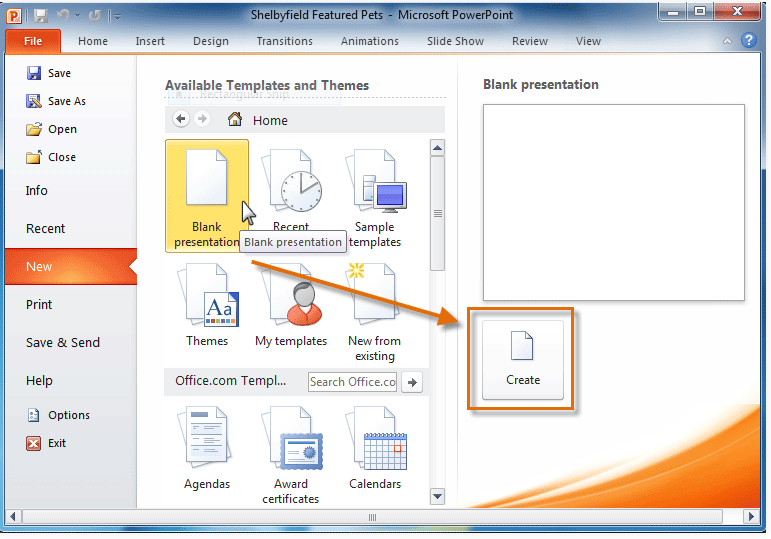 Shelbyfield Featured Pets - Microsoft PowerPoint
File Home Insert Design Transitions Animations Slide Show Review View
Save
Save As
Open
Close
Info
Recent
New
Print
Save & Send
Help
Options
Exit
Available Templates and Themes
Rectangular Snip
Home
Blank
presentation
Recent
Sample
templates
Blank presentation
Themes
My templates
New from
existing
Office.com Templ...
Search Office.co
Agendas
Award
certificates
Calendars
Blank presentation
Create